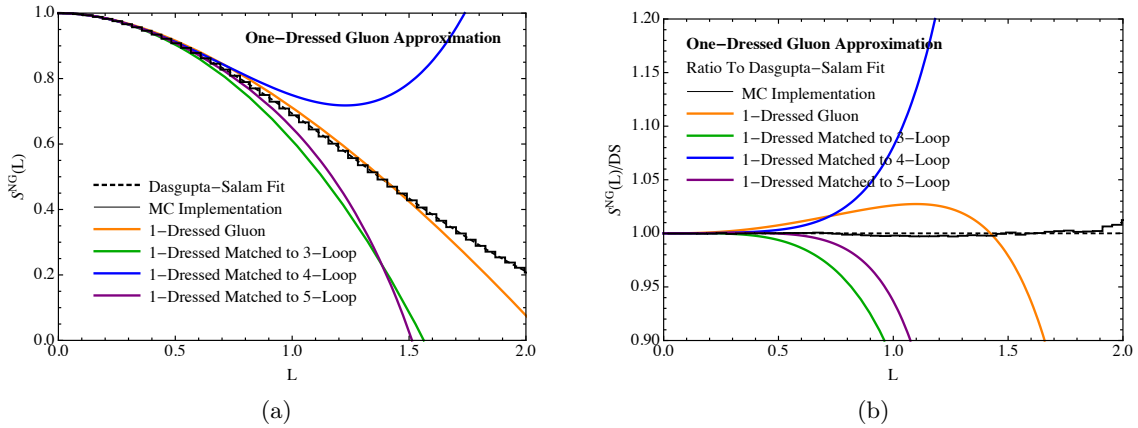 One−Dressed Gluon Approximation
S^NG(L)
1.0
0.8
0.6
0.4
0.2
0.0
Dasgupta−Salam Fit
MC Implementation
1−Dressed Gluon
1−Dressed Matched to 3−Loop
1−Dressed Matched to 4−Loop
1−Dressed Matched to 5−Loop
0.0 0.5 1.0 1.5 2.0
L
(a)
S^NG(L)/DS
1.20
1.15
1.10
1.05
1.00
0.95
0.90
One−Dressed Gluon Approximation
Ratio To Dasgupta−Salam Fit
MC Implementation
1−Dressed Gluon
1−Dressed Matched to 3−Loop
1−Dressed Matched to 4−Loop
1−Dressed Matched to 5−Loop
0.0 0.5 1.0 1.5 2.0
L
(b)